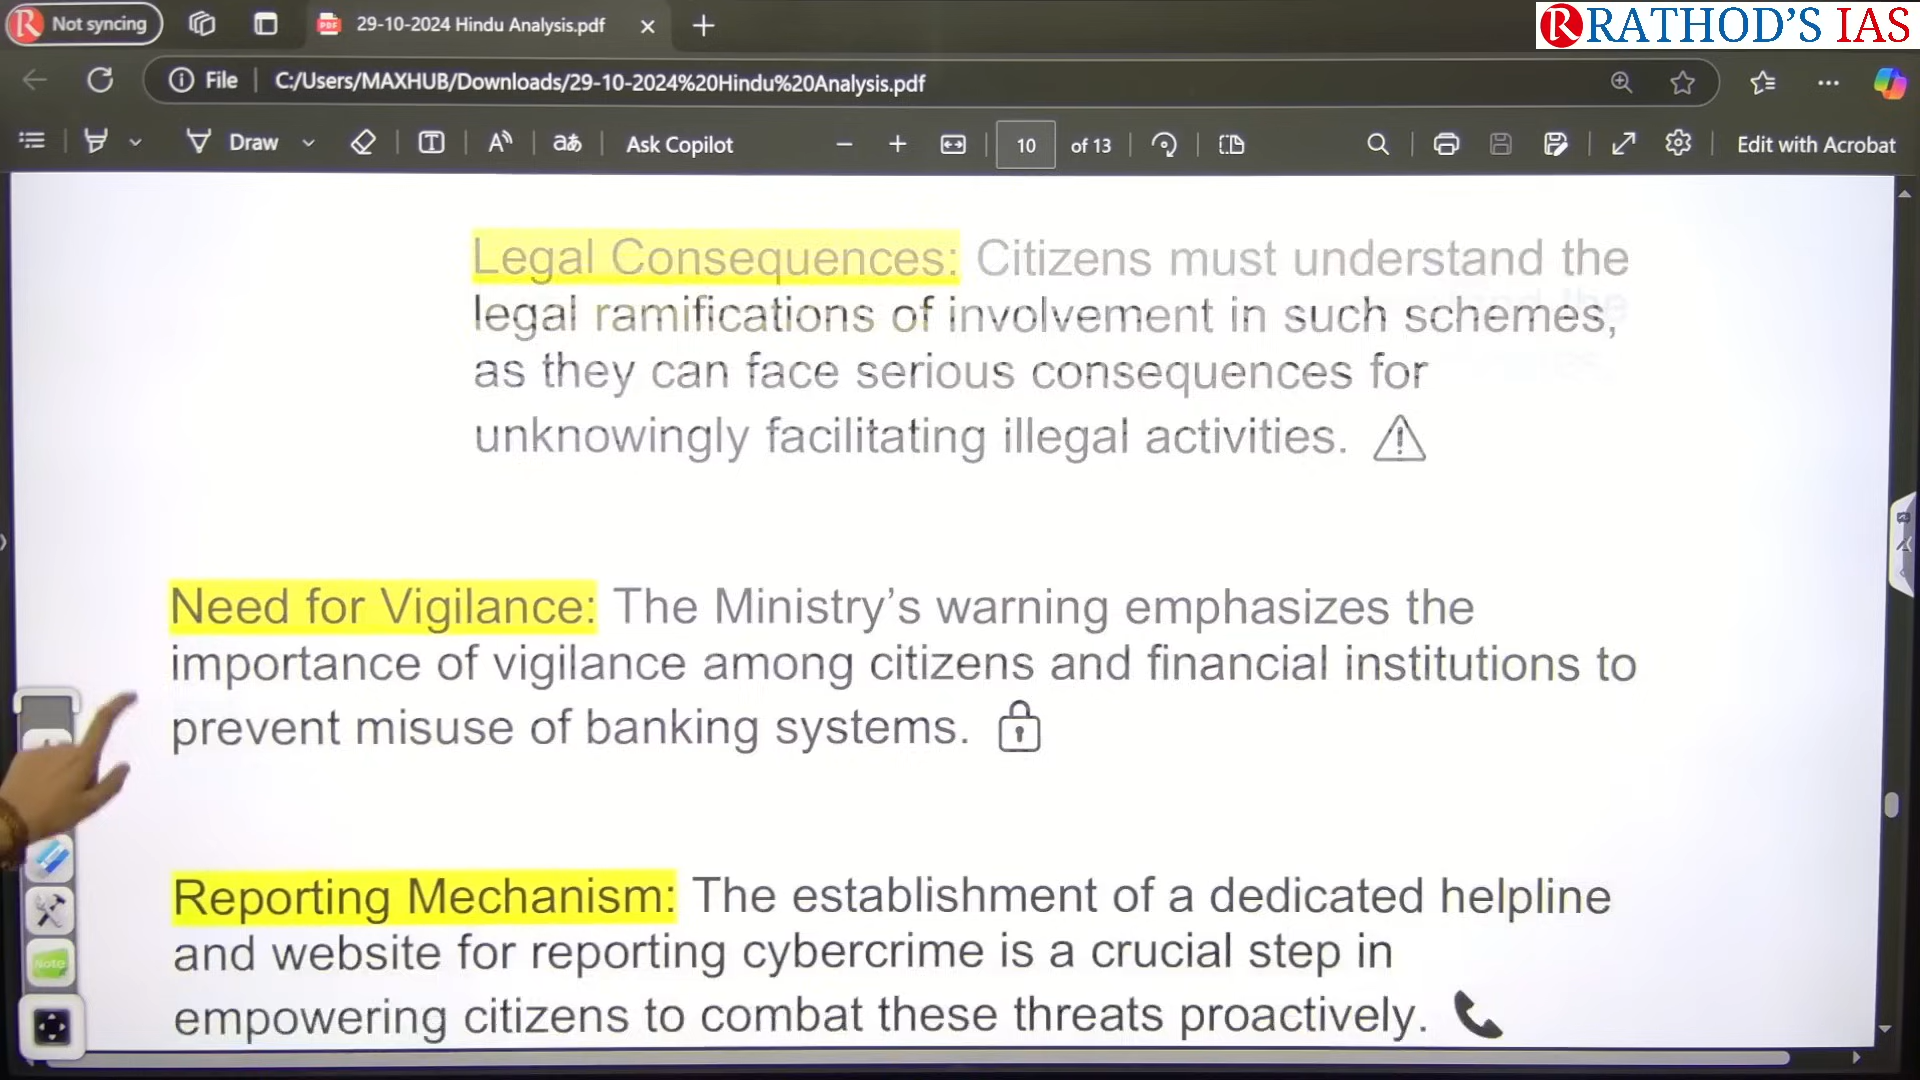 Not syncing
29-10-2024 Hindu Analysis.pdf
RATHOD'S IAS
File
C:/Users/MAXHUB/Downloads/29-10-2024%20Hindu%20Analysis.pdf
Draw
Ask Copilot
10
of 13
Edit with Acrobat
Legal Consequences: Citizens must understand the
legal ramifications of involvement in such schemes,
as they can face serious consequences for
unknowingly facilitating illegal activities.
Need for Vigilance: The Ministry's warning emphasizes the
importance of vigilance among citizens and financial institutions to
prevent misuse of banking systems.
Reporting Mechanism: The establishment of a dedicated helpline
and website for reporting cybercrime is a crucial step in
empowering citizens to combat these threats proactively.
Note